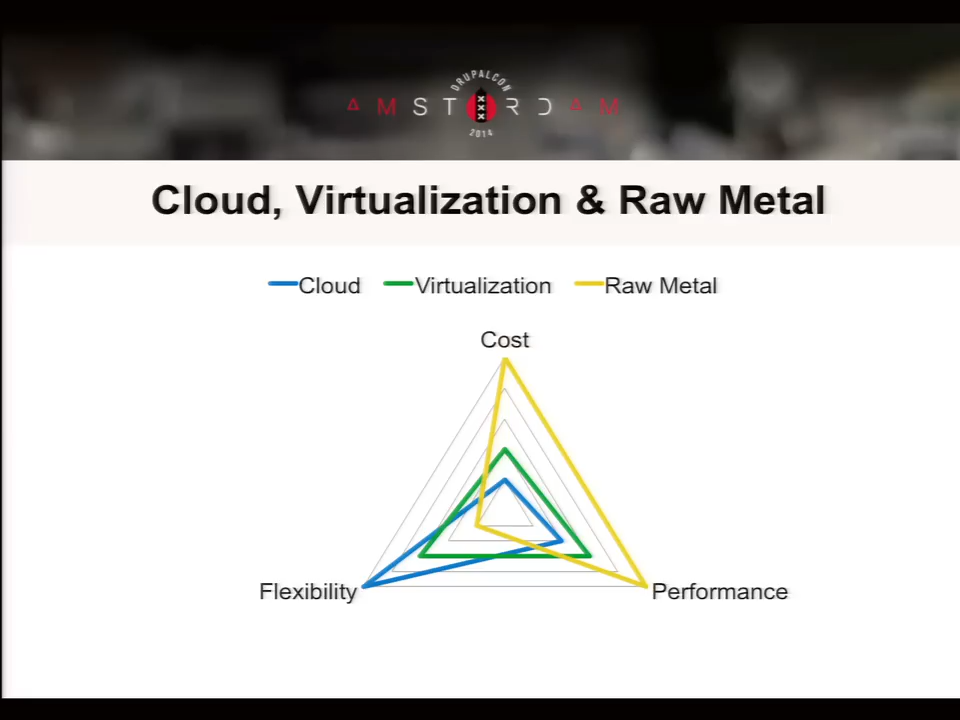 DRUPALCON
AMSTERDAM
2014
Cloud, Virtualization & Raw Metal
Cloud Virtualization Raw Metal
Cost
Flexibility Performance